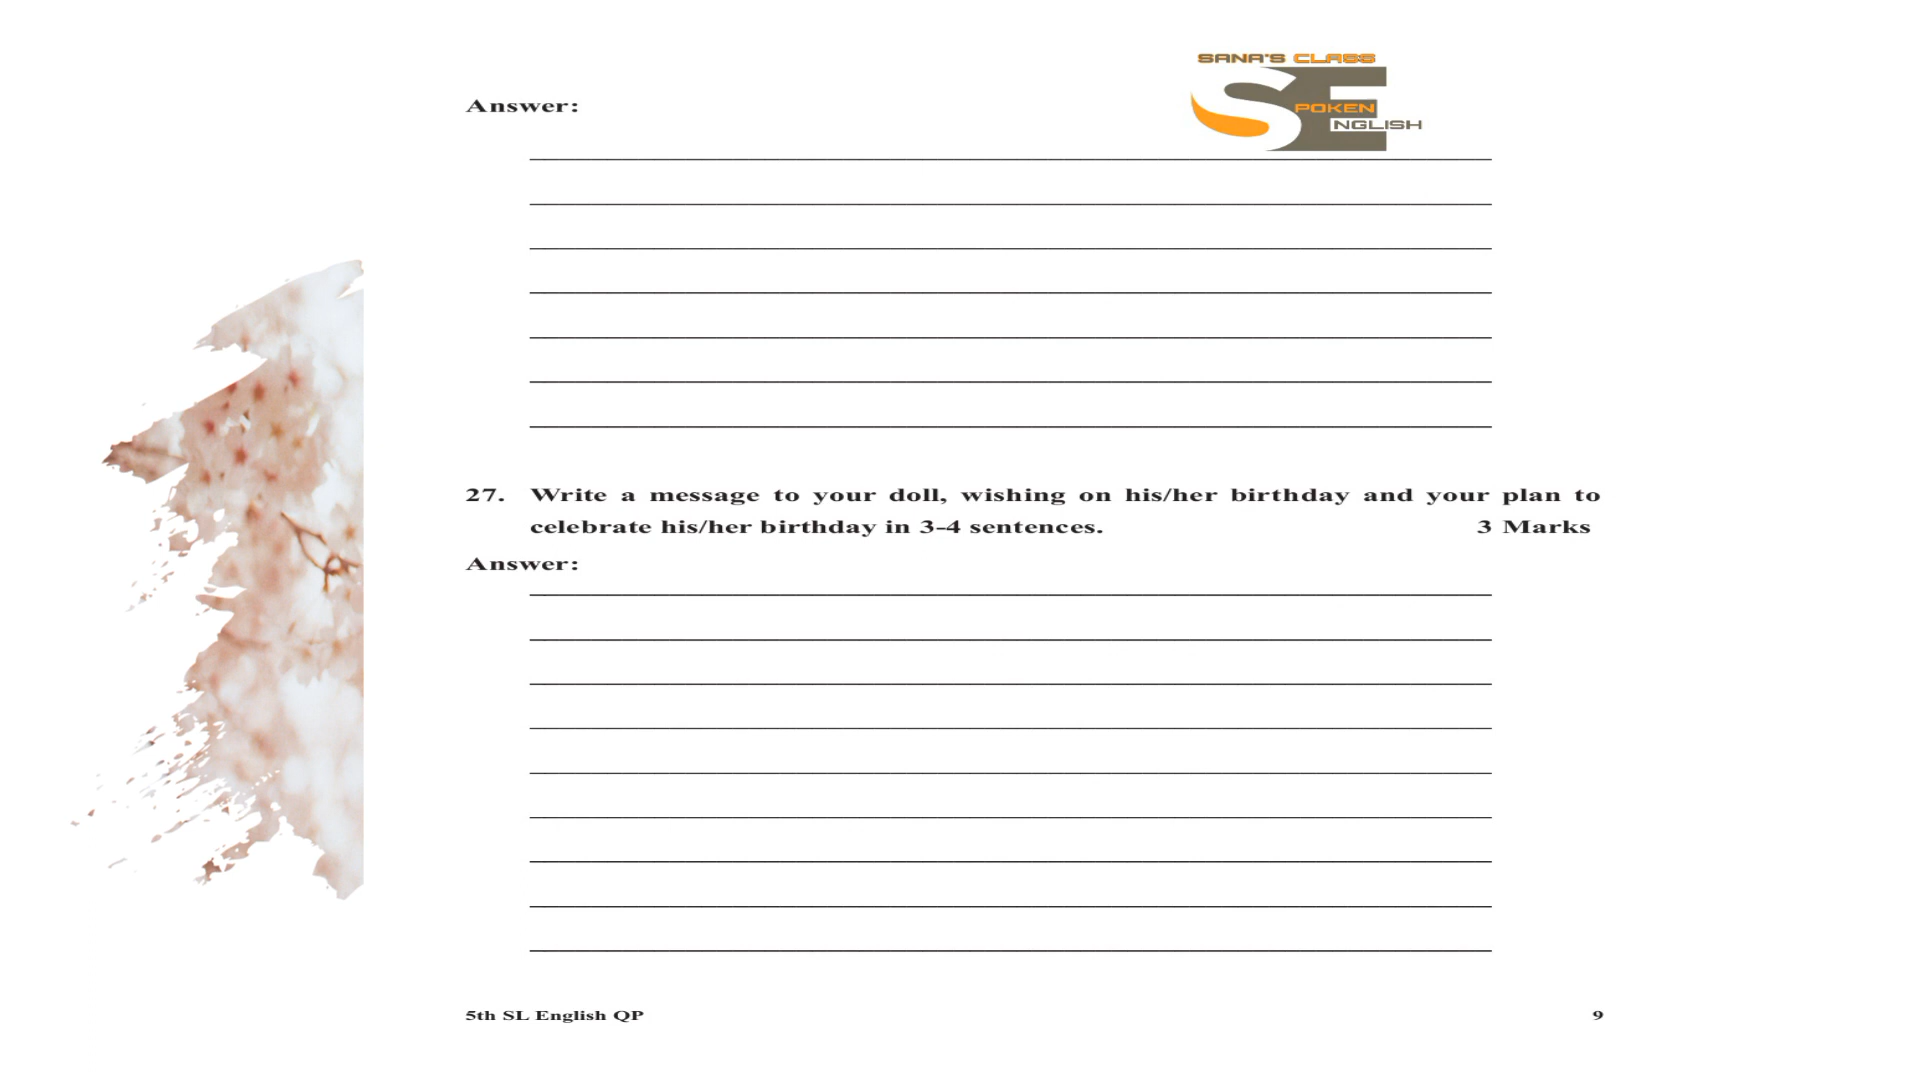 SANA'S CLASS
Answer:
SPOKEN
ENGLISH
27. Write a message to your doll, wishing on his/her birthday and your plan to
celebrate his/her birthday in 3-4 sentences. 3 Marks
Answer:
5th SL English QP 9